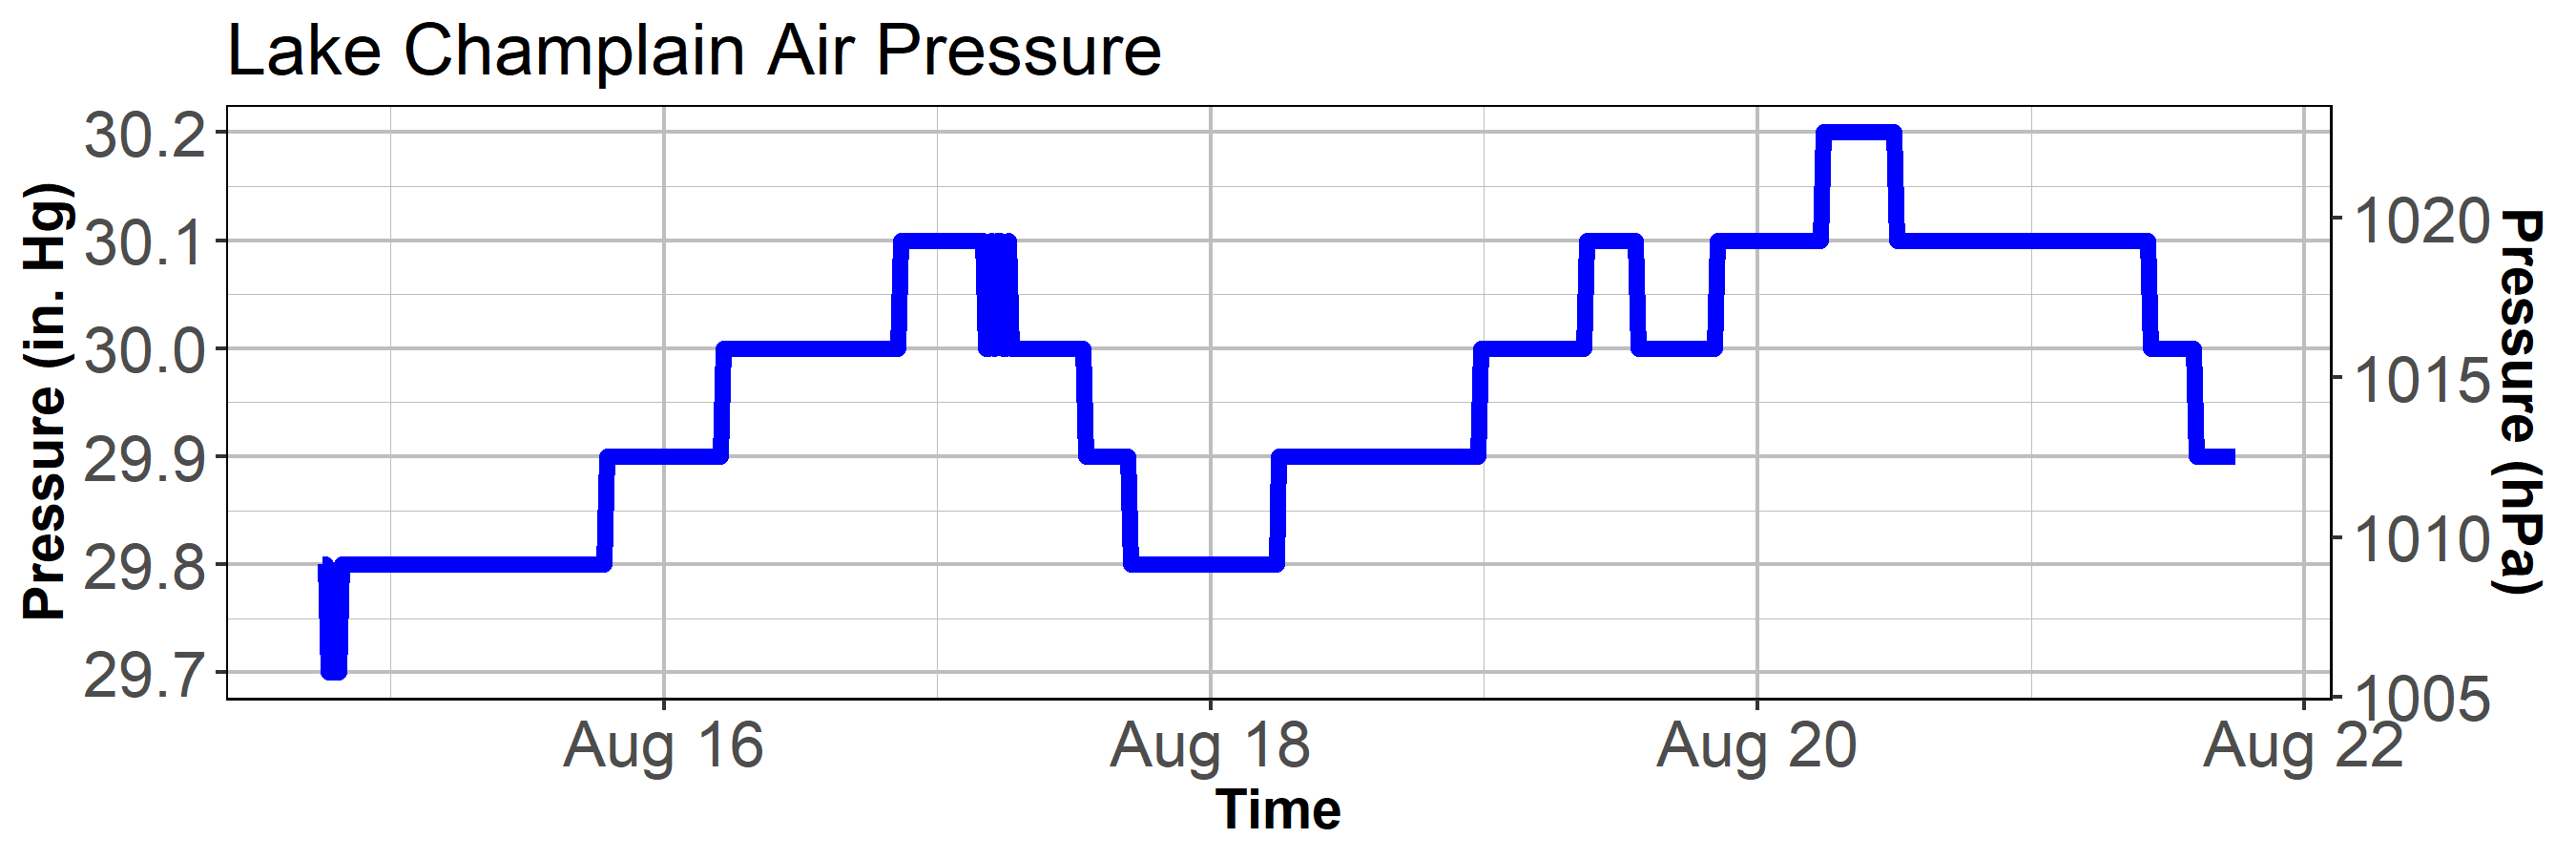 Lake Champlain Air Pressure
Pressure (in. Hg)
30.2
30.1
30.0
29.9
29.8
29.7
1020
1015
1010
1005
Pressure (hPa)
Aug 16 Aug 18 Aug 20 Aug 22
Time